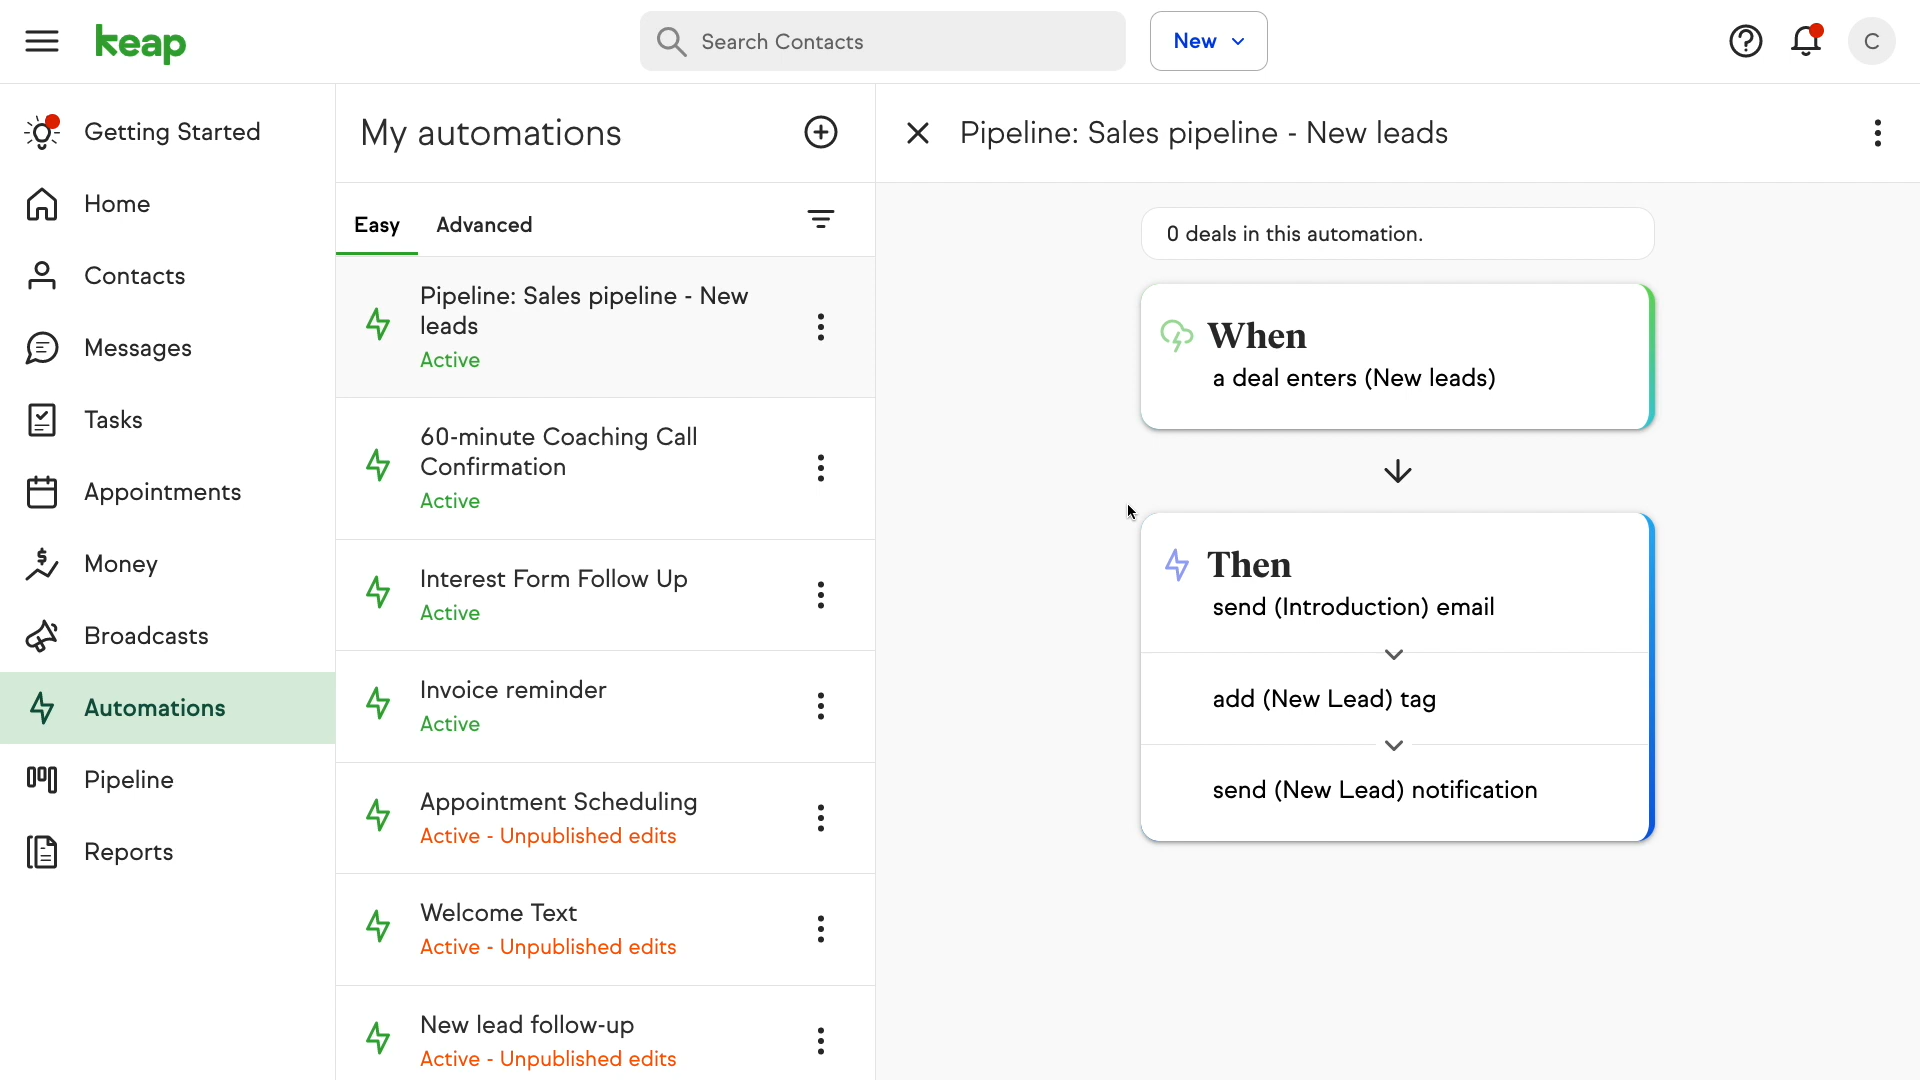 keap
Search Contacts
New
C
Getting Started
Home
Contacts
Messages
Tasks
Appointments
Money
Broadcasts
Automations
Pipeline
Reports
My automations
Easy
Advanced
Pipeline: Sales pipeline - New
leads
Active
60-minute Coaching Call
Confirmation
Active
Interest Form Follow Up
Active
Invoice reminder
Active
Appointment Scheduling
Active - Unpublished edits
Welcome Text
Active - Unpublished edits
New lead follow-up
Active - Unpublished edits
Pipeline: Sales pipeline - New leads
0 deals in this automation.
When
a deal enters (New leads)
Then
send (Introduction) email
add (New Lead) tag
send (New Lead) notification